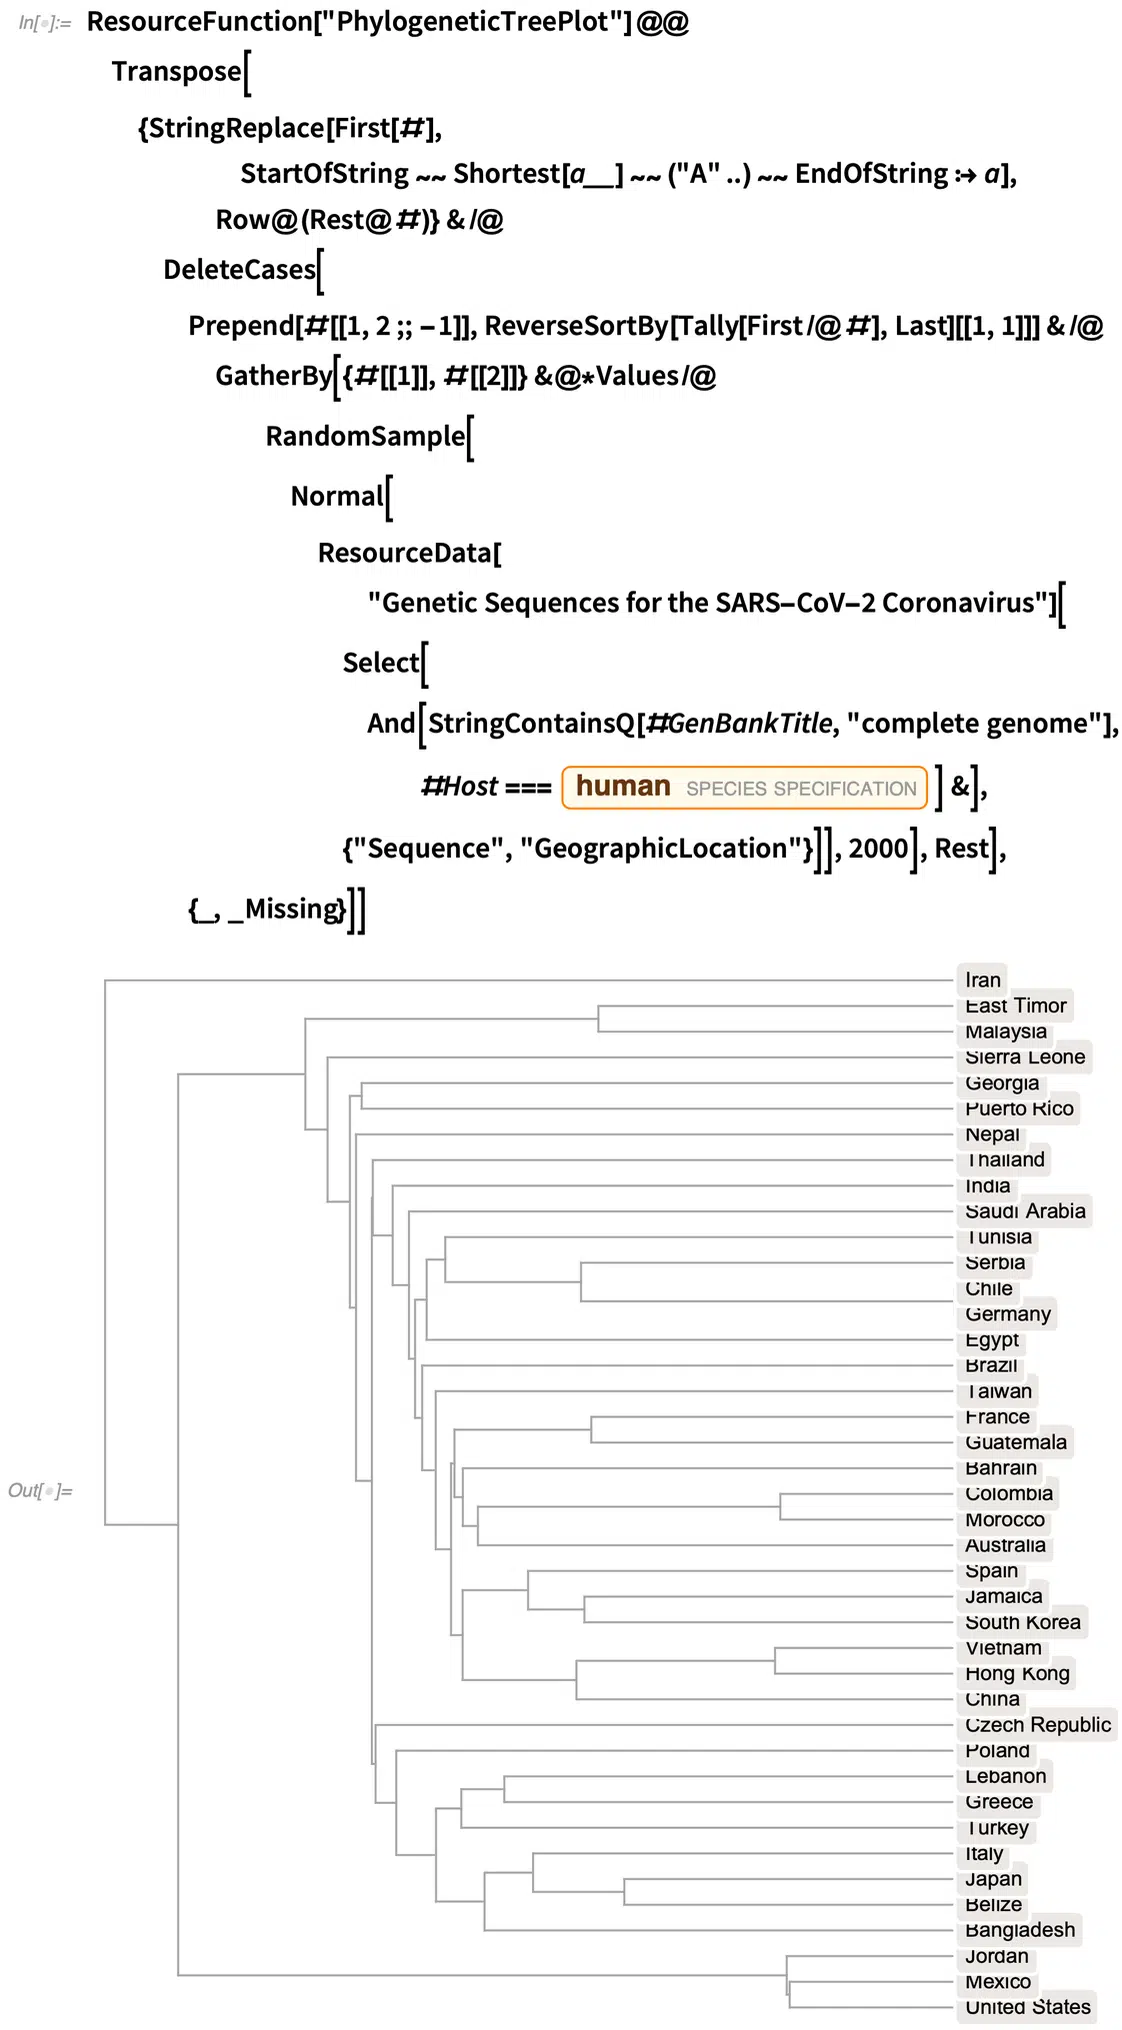 In[•]:= ResourceFunction["PhylogeneticTreePlot"]@@
Transpose[
{StringReplace[First[#],
StartOfString ~~ Shortest[a__] ~~ ("A" ..) ~~ EndOfString :→ a],
Row@(Rest@#)} & /@
DeleteCases[
Prepend[#[[1, 2 ;; -1]], ReverseSortBy[Tally[First/@#], Last][[1, 1]]] & /@
GatherBy[{#[[1]], #[[2]]} &@*Values/@
RandomSample[
Normal[
ResourceData[
"Genetic Sequences for the SARS-CoV-2 Coronavirus"][
Select[
And[StringContainsQ[#GenBankTitle, "complete genome"],
#Host === human SPECIES SPECIFICATION ] &],
{"Sequence", "GeographicLocation"}]], 2000], Rest],
{_, _Missing}]]
Iran
East Timor
Malaysia
Sierra Leone
Georgia
Puerto Rico
Nepal
Thailand
India
Saudi Arabia
Tunisia
Serbia
Chile
Germany
Egypt
Brazil
Taiwan
France
Guatemala
Bahrain
Out[•]=
Colombia
Morocco
Australia
Spain
Jamaica
South Korea
Vietnam
Hong Kong
China
Czech Republic
Poland
Lebanon
Greece
Turkey
Italy
Japan
Belize
Bangladesh
Jordan
Mexico
United States